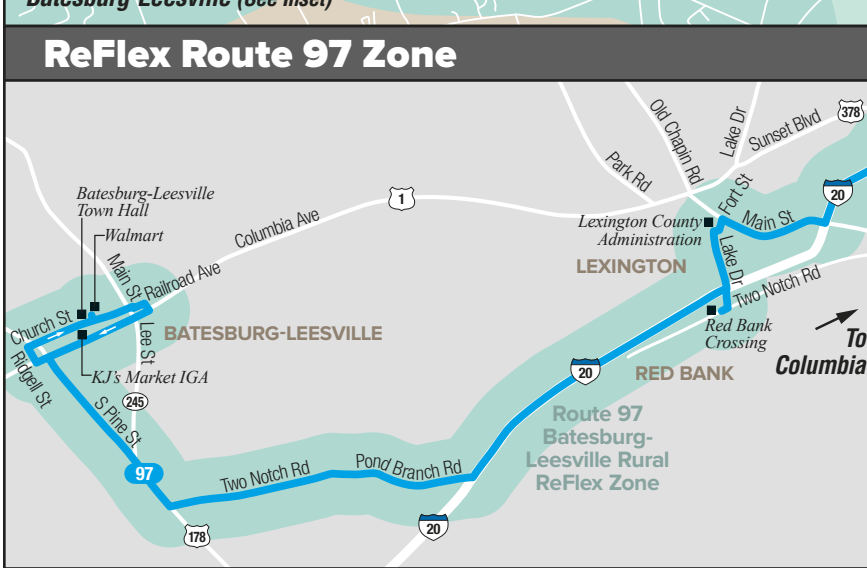 Batesburg-Leesville (See inset)
ReFlex Route 97 Zone
378
Old Chapin Rd
Lake Dr
Sunset Blvd
Park Rd
Fort St
20
Batesburg-Leesville
Town Hall
Walmart
1
Columbia Ave
Lexington County
Administration
Main St
LEXINGTON
Lake Dr
Main St
Railroad Ave
Two Notch Rd
Church St
BATESBURG-LEESVILLE
Lee St
Red Bank
Crossing
To
Columbia
Ridgell St
KJ's Market IGA
20
RED BANK
245
S Pine St
Route 97
Batesburg-
Leesville Rural
ReFlex Zone
97
Two Notch Rd
Pond Branch Rd
178
20